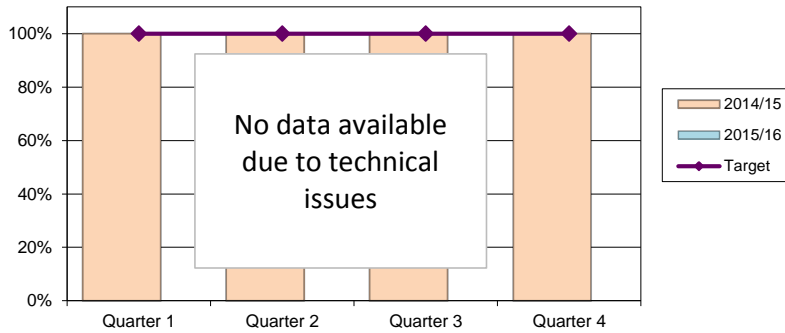 100%
80%
60%
40%
20%
0%
No data available
due to technical
issues
Quarter 1
Quarter 2
Quarter 3
Quarter 4
2014/15
2015/16
Target